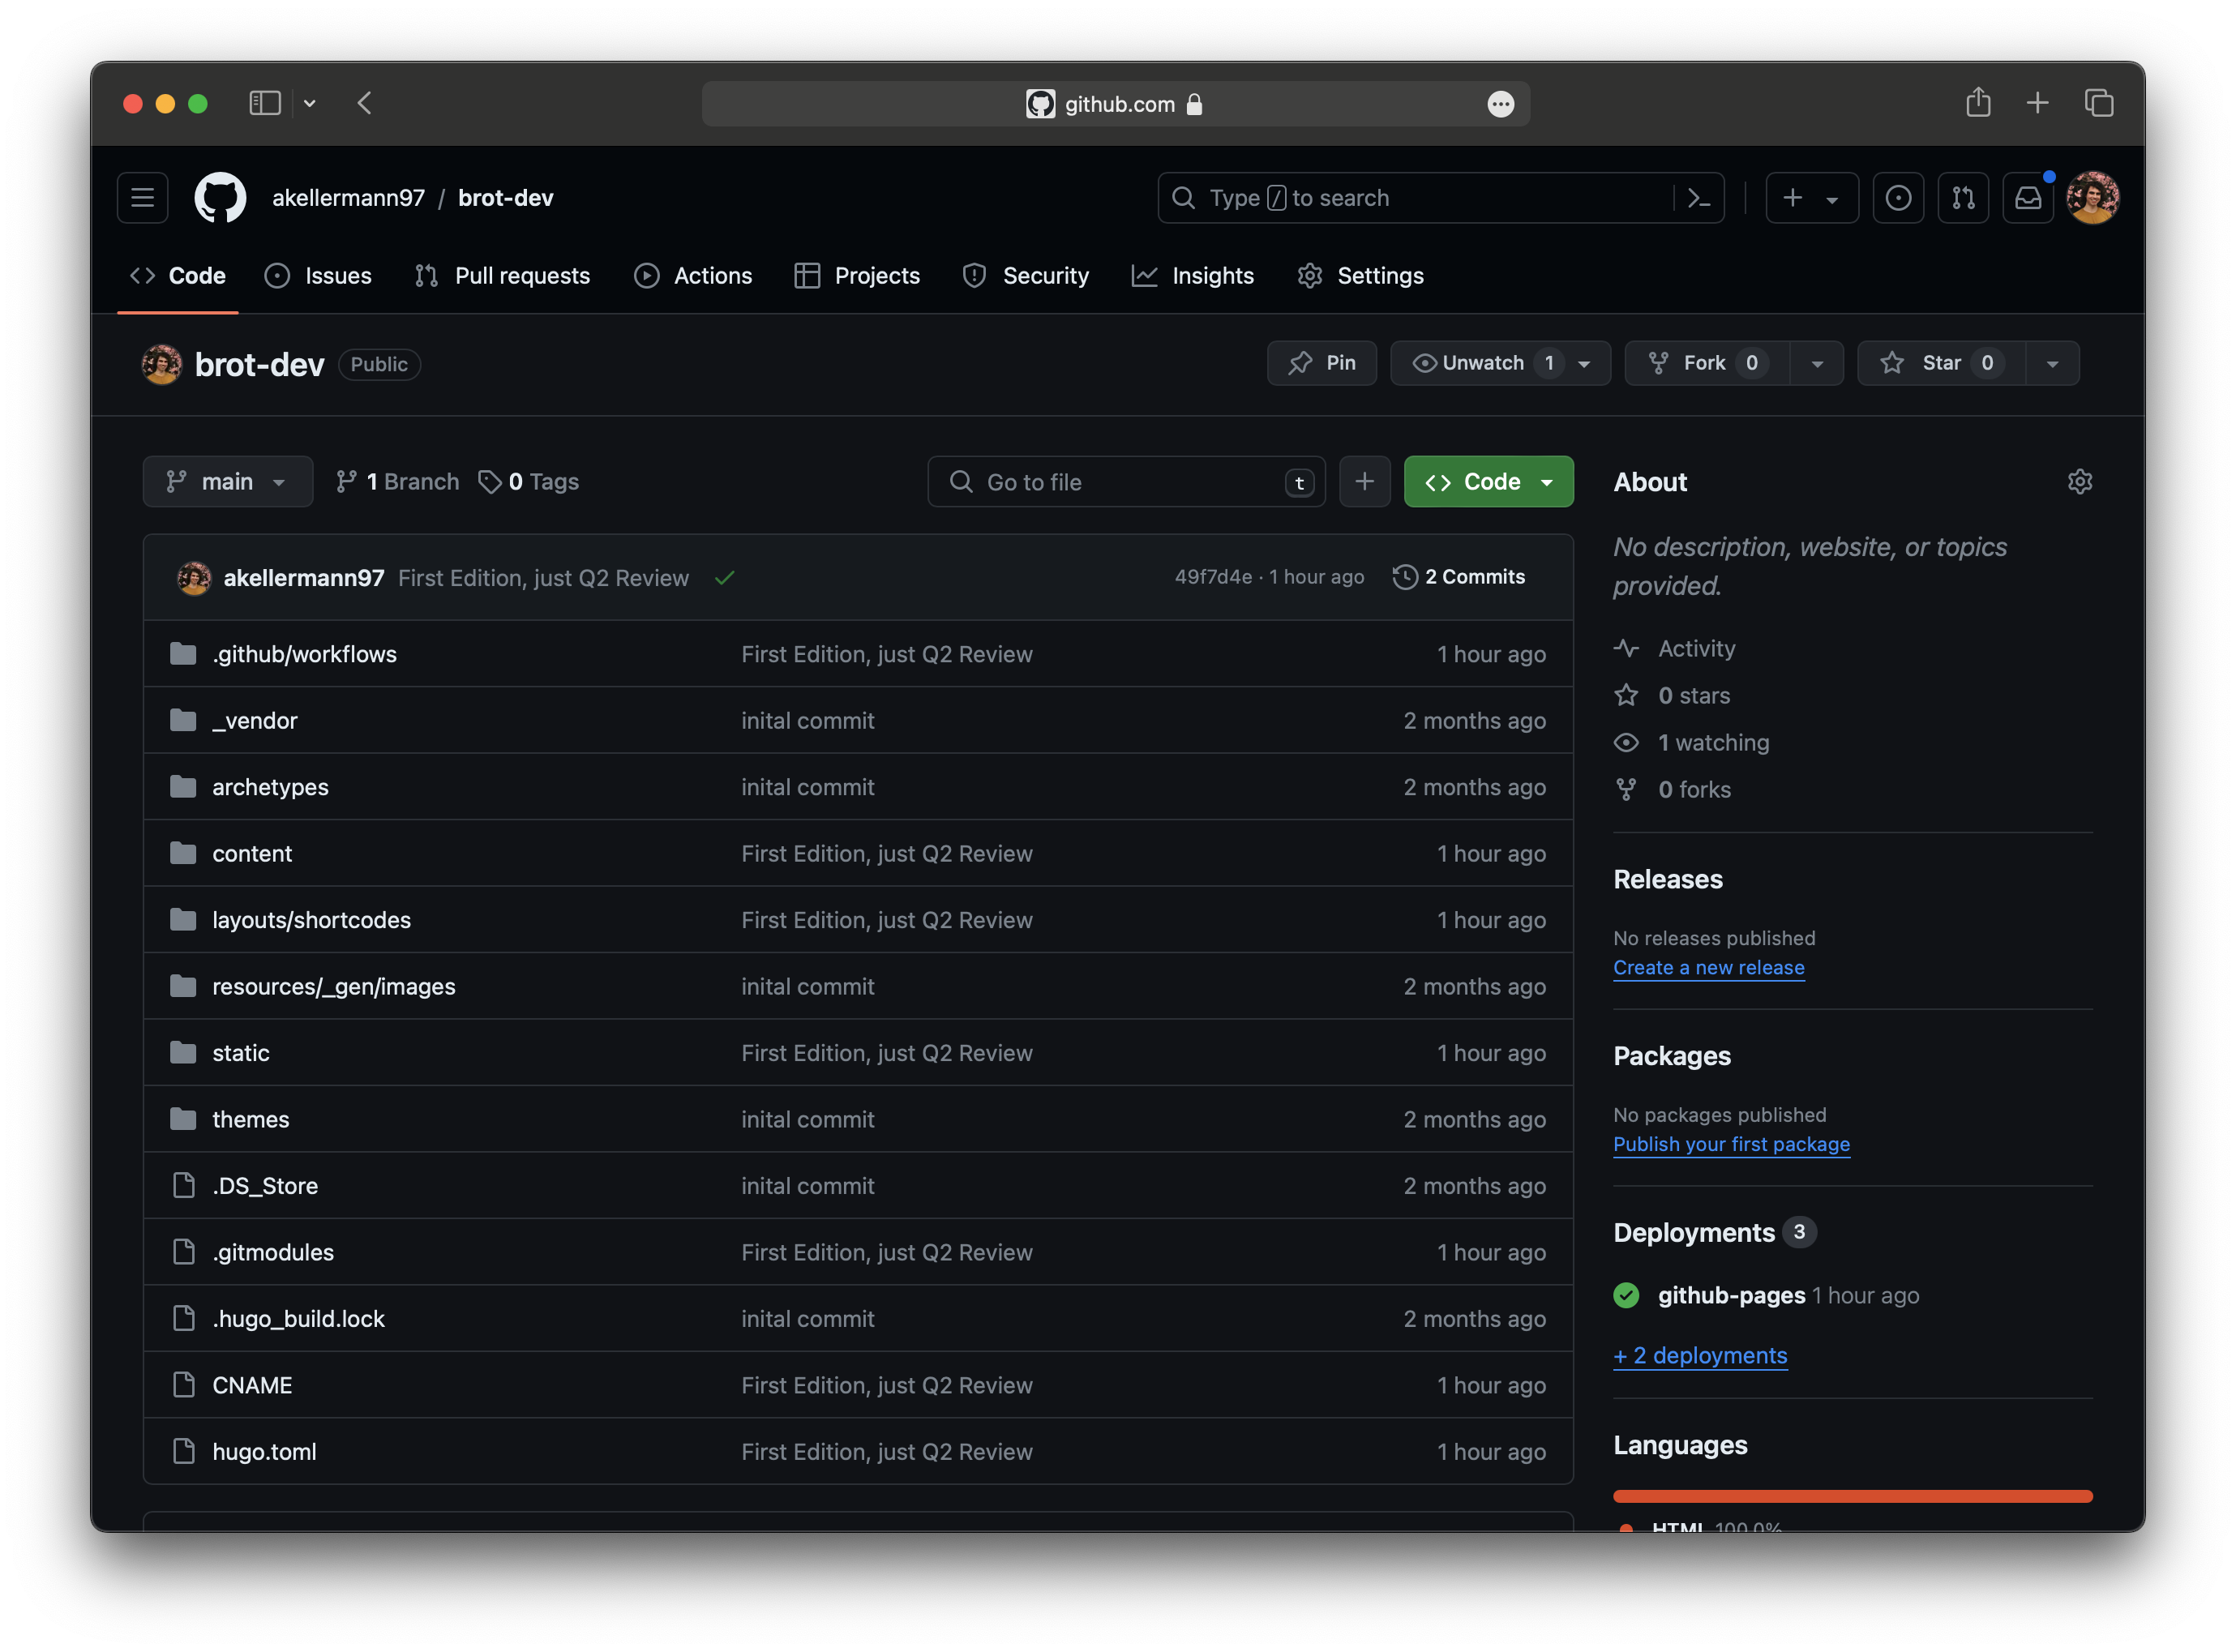 github.com
akellermann97 / brot-dev
Type / to search
Code Issues Pull requests Actions Projects Security Insights Settings
brot-dev Public
Pin Unwatch 1 Fork 0 Star 0
main 1 Branch 0 Tags
Go to file t
Code
akellermann97 First Edition, just Q2 Review
49f7d4e · 1 hour ago 2 Commits
.github/workflows First Edition, just Q2 Review 1 hour ago
_vendor inital commit 2 months ago
archetypes inital commit 2 months ago
content First Edition, just Q2 Review 1 hour ago
layouts/shortcodes First Edition, just Q2 Review 1 hour ago
resources/_gen/images inital commit 2 months ago
static First Edition, just Q2 Review 1 hour ago
themes inital commit 2 months ago
.DS_Store inital commit 2 months ago
.gitmodules First Edition, just Q2 Review 1 hour ago
.hugo_build.lock inital commit 2 months ago
CNAME First Edition, just Q2 Review 1 hour ago
hugo.toml First Edition, just Q2 Review 1 hour ago
About
No description, website, or topics
provided.
Activity
0 stars
1 watching
0 forks
Releases
No releases published
Create a new release
Packages
No packages published
Publish your first package
Deployments 3
github-pages 1 hour ago
+ 2 deployments
Languages
HTML 100.0%